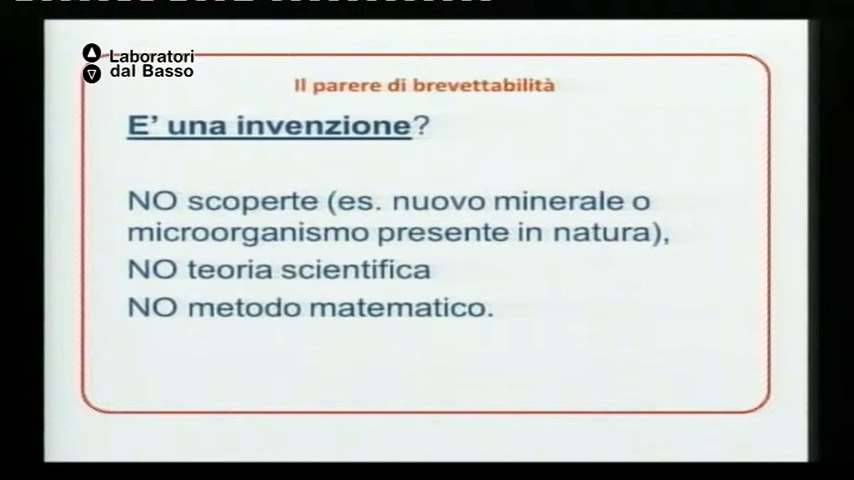 Laboratori
dal Basso
Il parere di brevettabilità
E' una invenzione?
NO scoperte (es. nuovo minerale o
microorganismo presente in natura),
NO teoria scientifica
NO metodo matematico.